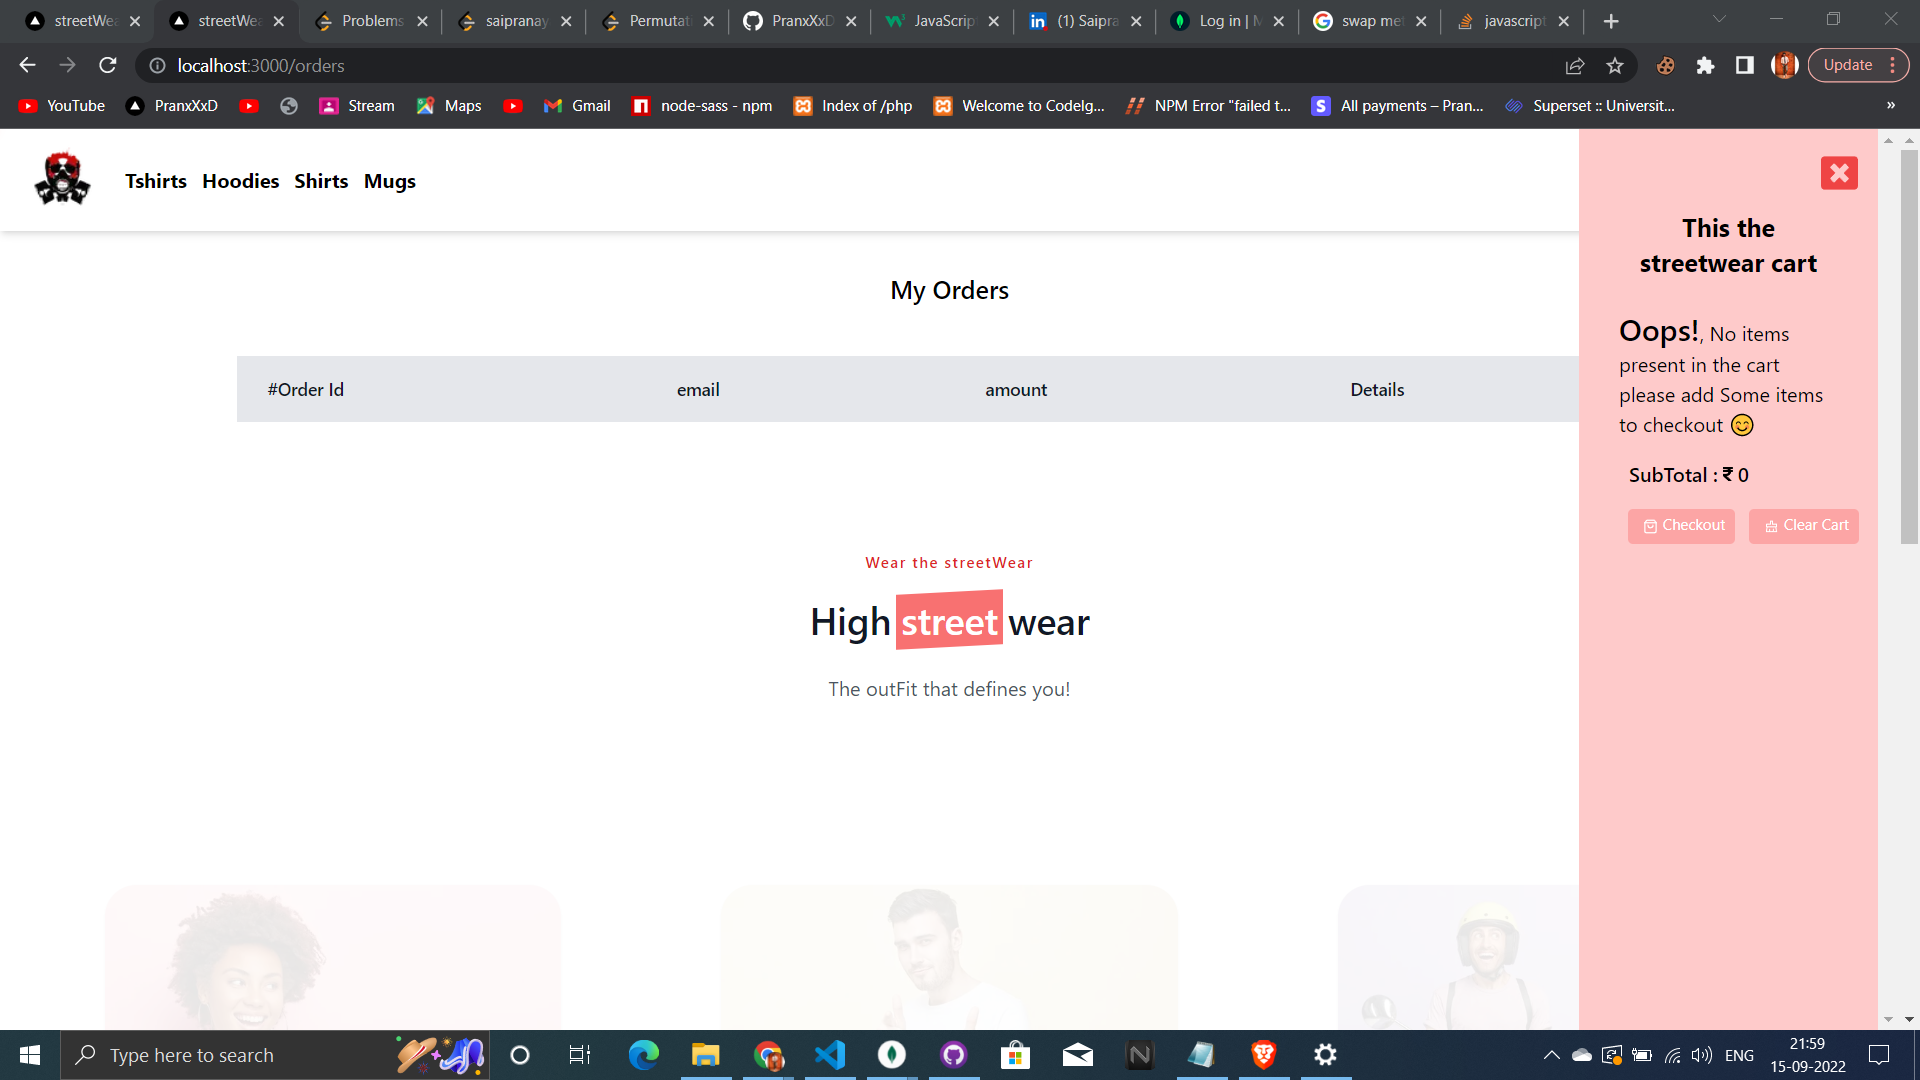 streetWea
streetWea
Problems
saipranay
Permutati
PranxXxD
JavaScrip
(1) Saipra
Log in | M
swap met
javascript
localhost:3000/orders
Update
YouTube
PranxXxD
Stream
Maps
Gmail
node-sass - npm
Index of /php
Welcome to CodeIg...
NPM Error "failed t...
All payments – Pran...
Superset :: Universit...
»
Tshirts Hoodies Shirts Mugs
My Orders
#Order Id email amount Details
Wear the streetWear
High street wear
The outFit that defines you!
This the
streetwear cart
Oops!, No items
present in the cart
please add Some items
to checkout 😊
SubTotal : ₹ 0
Checkout
Clear Cart
Type here to search
ENG
21:59
15-09-2022